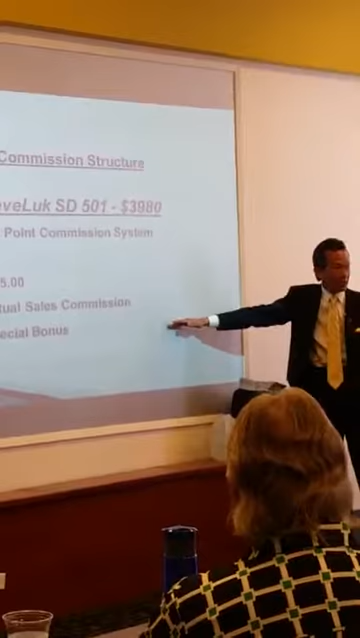 Commission Structure
eveLuk SD 501 - $3980
Point Commission System
5.00
tual Sales Commission
ecial Bonus